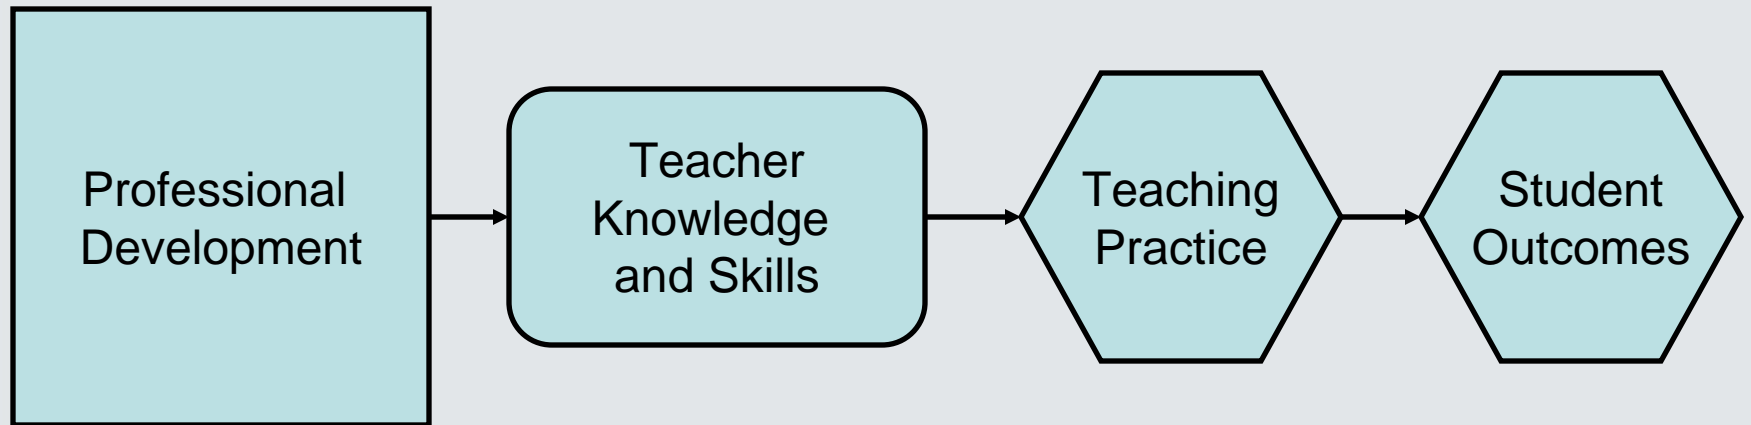 Professional
Development
Teacher
Knowledge
and Skills
Teaching
Practice
Student
Outcomes